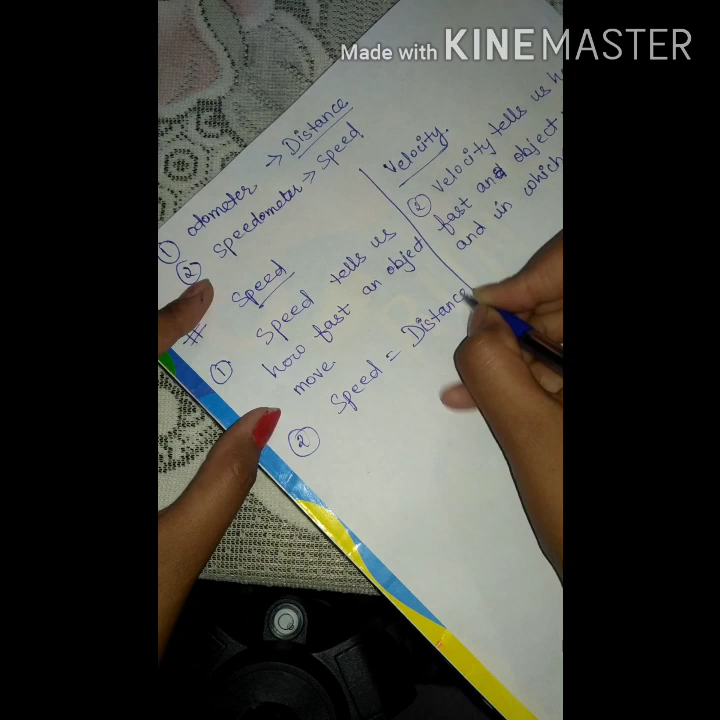 Made with KINEMASTER
① odometer → Distance
② Speedometer → Speed
# Speed
① Speed tells us
how fast an object
move.
② Speed = Distance
Velocity.
② Velocity tells us
fast and object
and in which